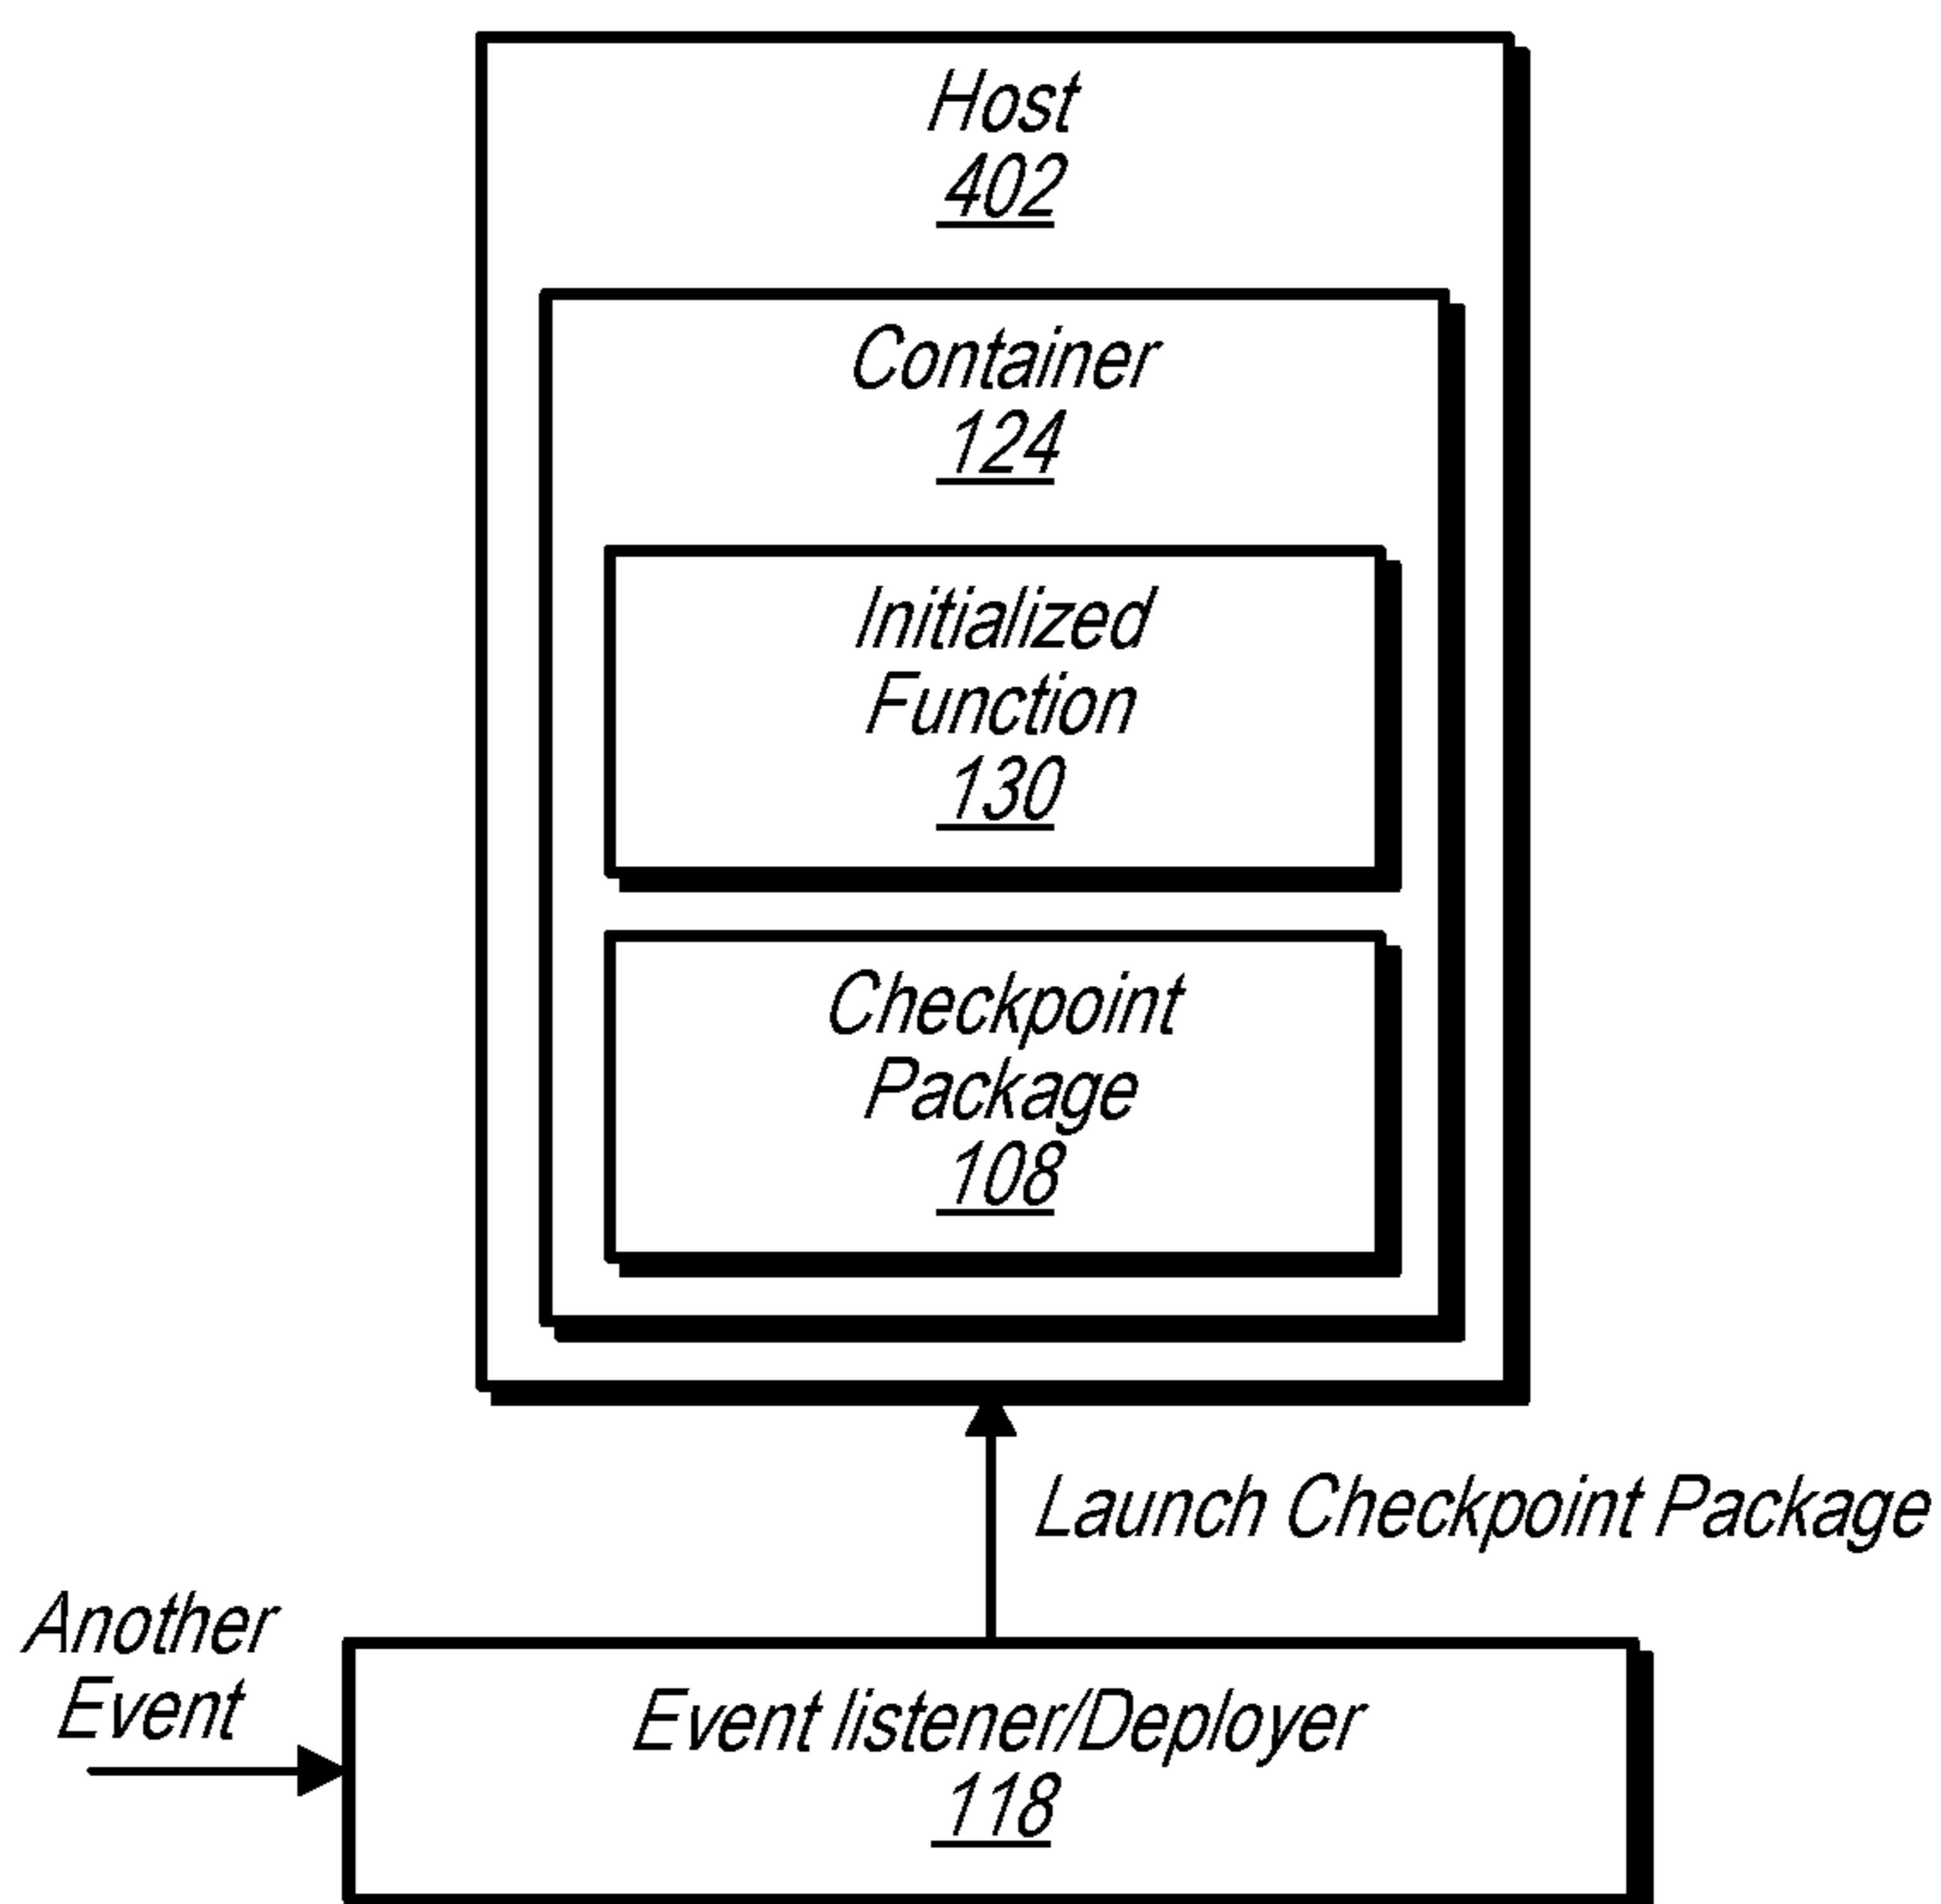 Host
402
Container
124
Initialized
Function
130
Checkpoint
Package
108
Launch Checkpoint Package
Another
Event
Event listener/Deployer
118